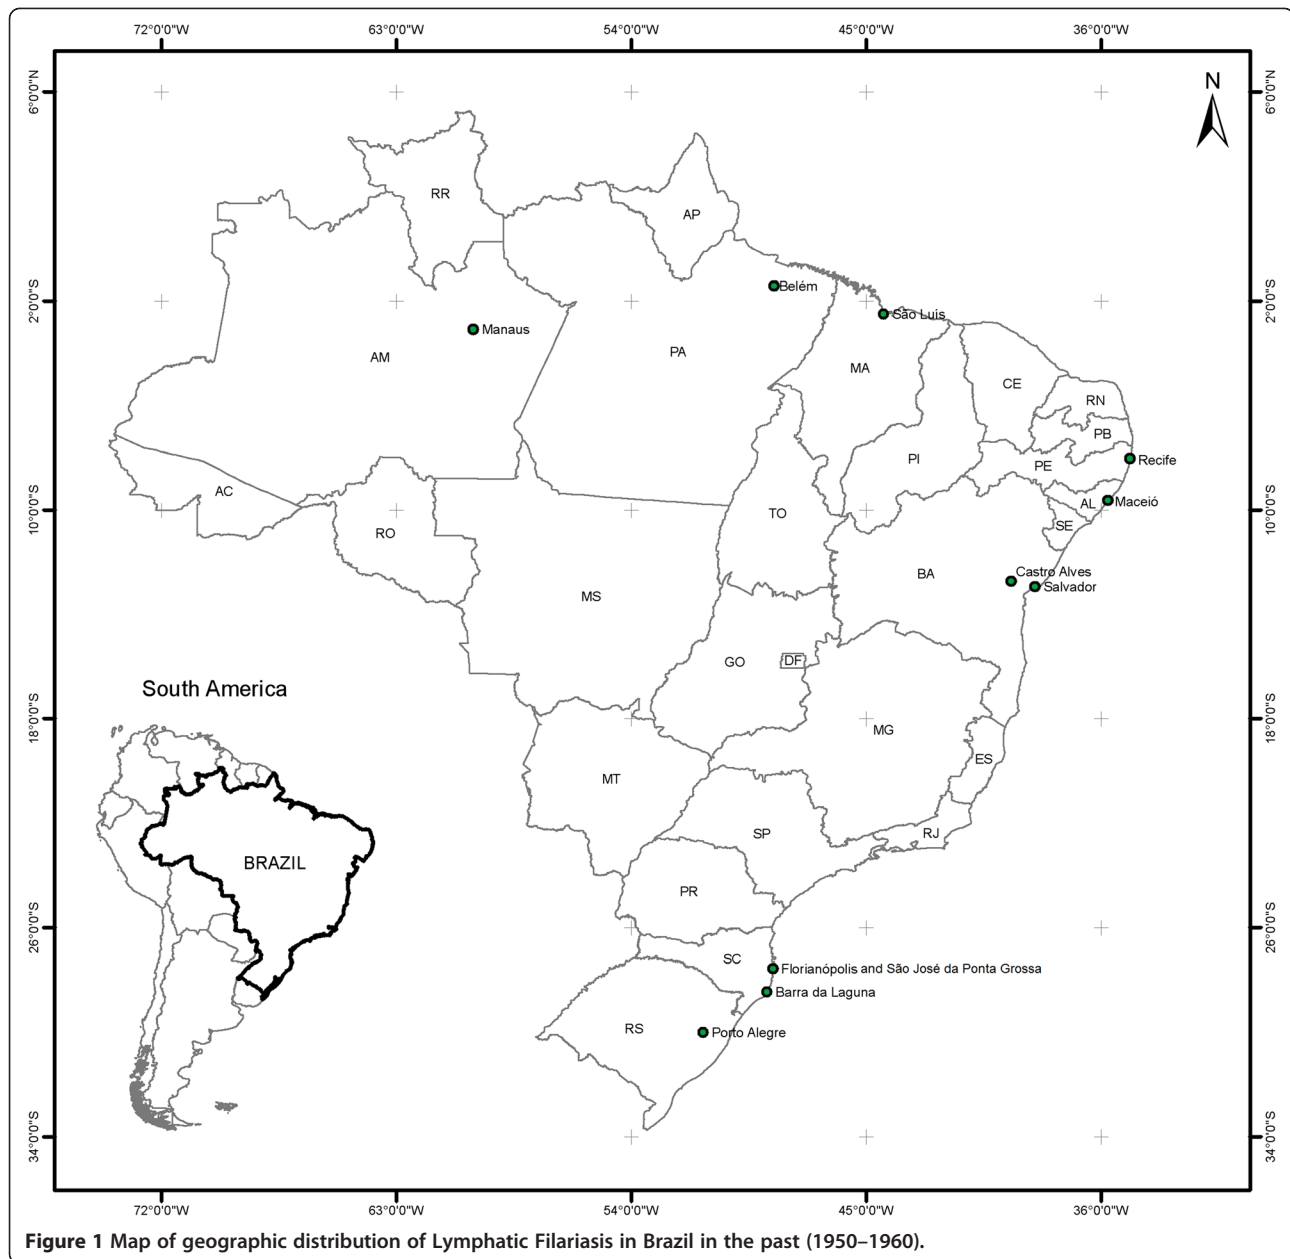 72°0'0"W 63°0'0"W 54°0'0"W 45°0'0"W 36°0'0"W
6°0'0"N 6°0'0"N
N
RR
AP
Belém
2°0'0"S 2°0'0"S
São Luis
Manaus
AM
PA
MA
CE
RN
PB
PI
PE
Recife
AC
AL Maceió
10°0'0"S 10°0'0"S
TO
SE
RO
BA
Castro Alves
Salvador
MS
GO
DF
South America
18°0'0"S 18°0'0"S
MG
ES
MT
SP
RJ
BRAZIL
PR
26°0'0"S 26°0'0"S
SC
Florianópolis and São José da Ponta Grossa
Barra da Laguna
RS
Porto Alegre
34°0'0"S 34°0'0"S
72°0'0"W 63°0'0"W 54°0'0"W 45°0'0"W 36°0'0"W
Figure 1 Map of geographic distribution of Lymphatic Filariasis in Brazil in the past (1950–1960).